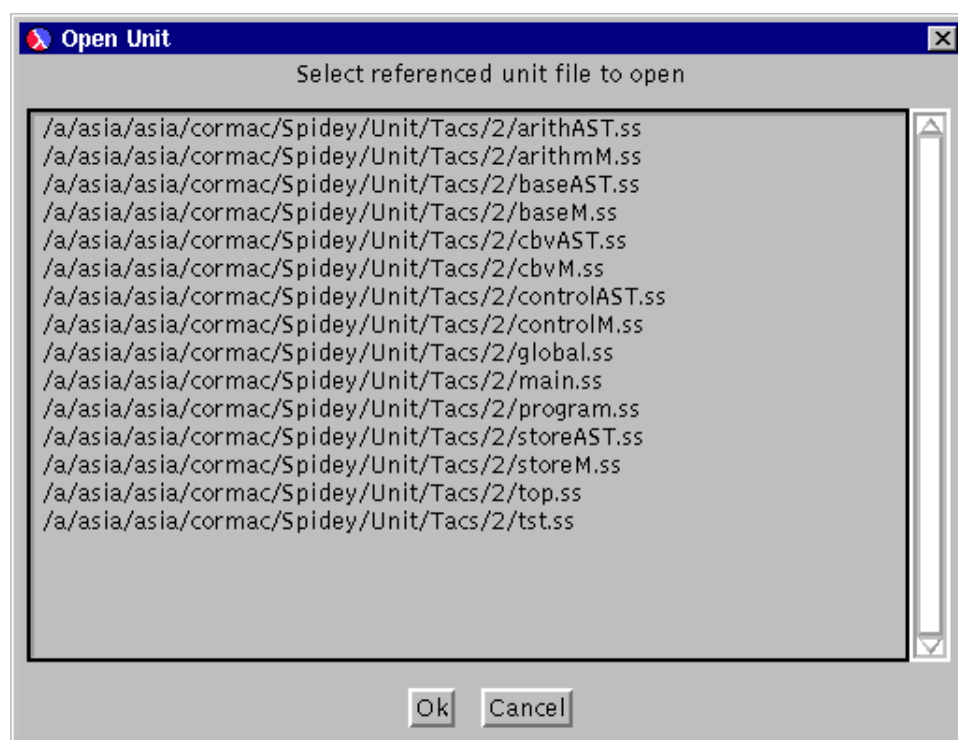 Open Unit
Select referenced unit file to open
/a/asia/asia/cormac/Spidey/Unit/Tacs/2/arithAST.ss
/a/asia/asia/cormac/Spidey/Unit/Tacs/2/arithmM.ss
/a/asia/asia/cormac/Spidey/Unit/Tacs/2/baseAST.ss
/a/asia/asia/cormac/Spidey/Unit/Tacs/2/baseM.ss
/a/asia/asia/cormac/Spidey/Unit/Tacs/2/cbvAST.ss
/a/asia/asia/cormac/Spidey/Unit/Tacs/2/cbvM.ss
/a/asia/asia/cormac/Spidey/Unit/Tacs/2/controlAST.ss
/a/asia/asia/cormac/Spidey/Unit/Tacs/2/controlM.ss
/a/asia/asia/cormac/Spidey/Unit/Tacs/2/global.ss
/a/asia/asia/cormac/Spidey/Unit/Tacs/2/main.ss
/a/asia/asia/cormac/Spidey/Unit/Tacs/2/program.ss
/a/asia/asia/cormac/Spidey/Unit/Tacs/2/storeAST.ss
/a/asia/asia/cormac/Spidey/Unit/Tacs/2/storeM.ss
/a/asia/asia/cormac/Spidey/Unit/Tacs/2/top.ss
/a/asia/asia/cormac/Spidey/Unit/Tacs/2/tst.ss
Ok Cancel